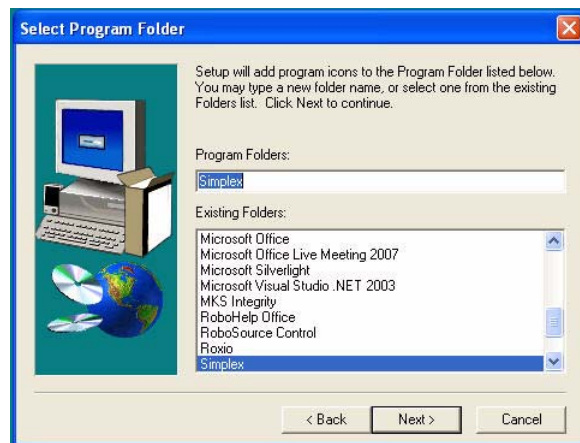 Select Program Folder
Setup will add program icons to the Program Folder listed below.
You may type a new folder name, or select one from the existing
Folders list. Click Next to continue.
Program Folders:
Simplex
Existing Folders:
Microsoft Office
Microsoft Office Live Meeting 2007
Microsoft Silverlight
Microsoft Visual Studio .NET 2003
MKS Integrity
RoboHelp Office
RoboSource Control
Roxio
Simplex
< Back
Next >
Cancel